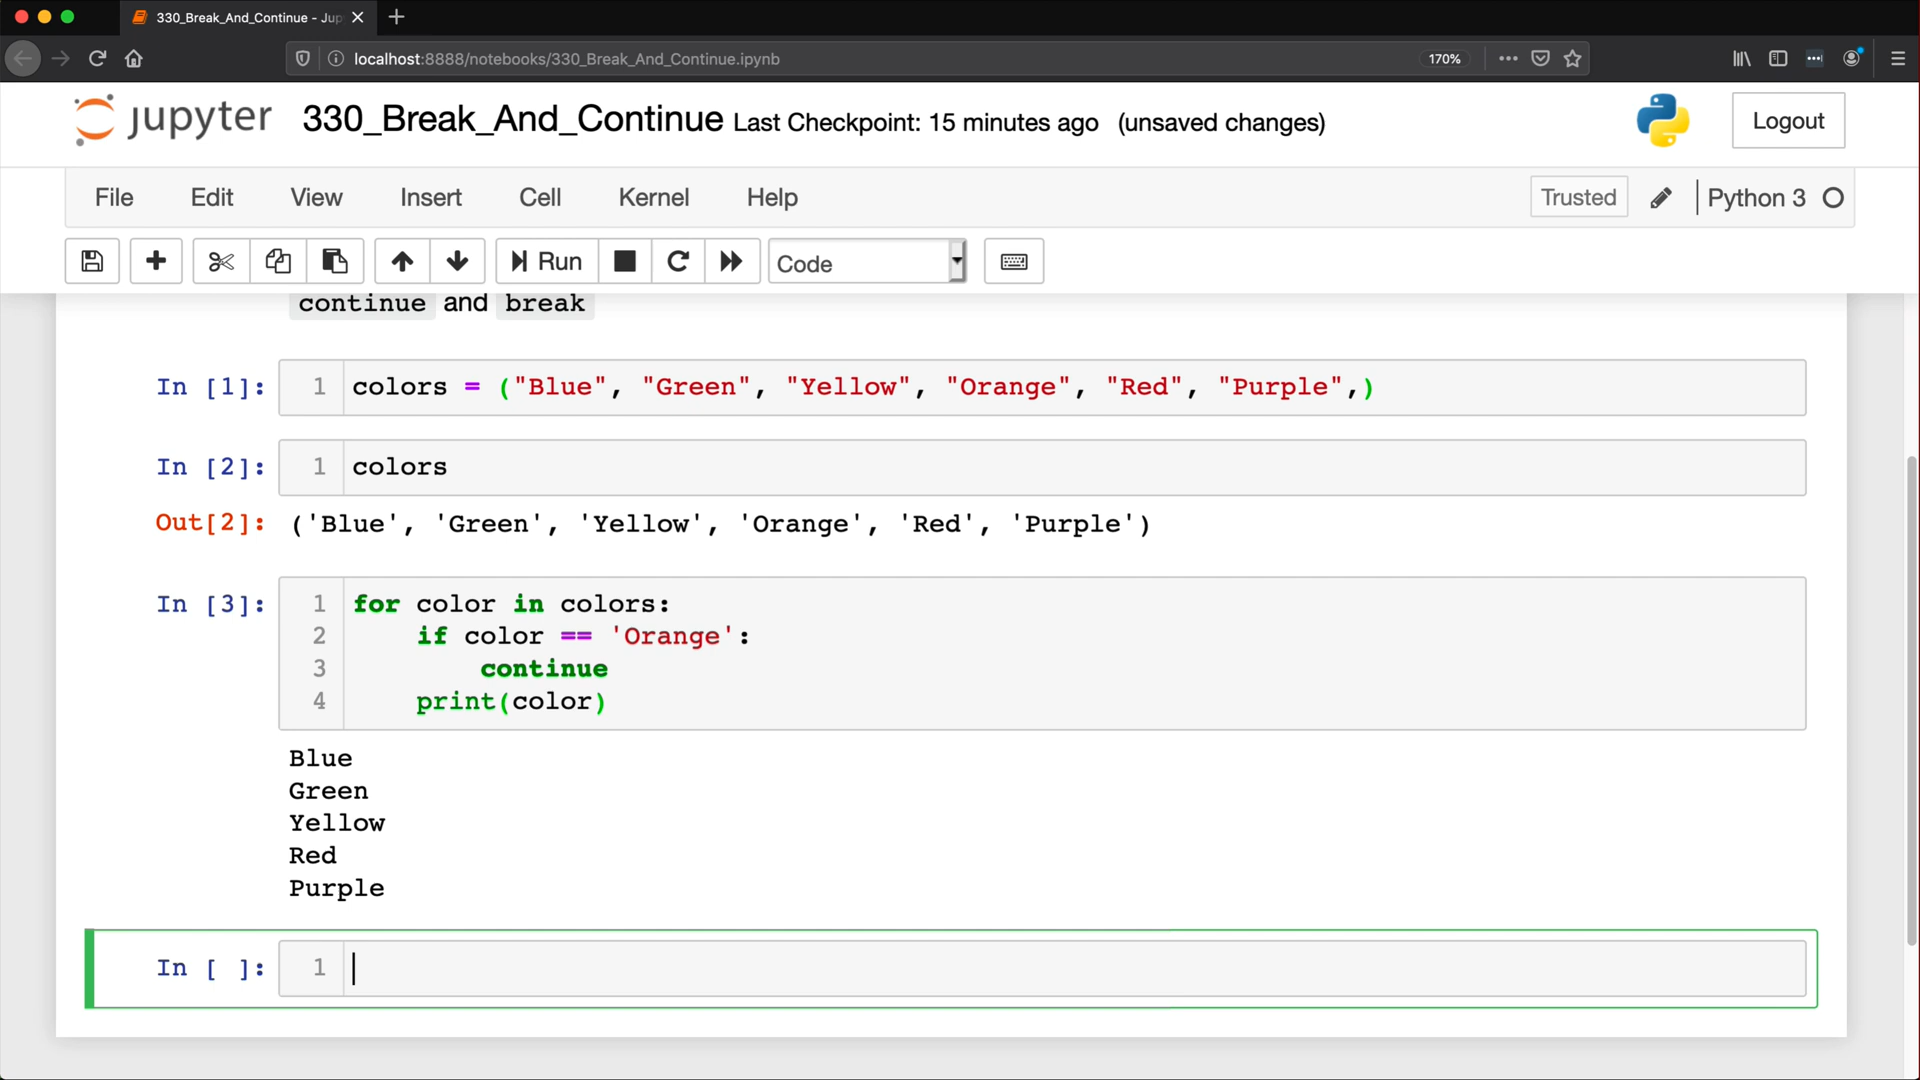 330_Break_And_Continue - Jup
localhost:8888/notebooks/330_Break_And_Continue.ipynb 170%
jupyter 330_Break_And_Continue Last Checkpoint: 15 minutes ago (unsaved changes) Logout
File Edit View Insert Cell Kernel Help Trusted Python 3
Run Code
continue and break
In [1]: 1 colors = ("Blue", "Green", "Yellow", "Orange", "Red", "Purple",)
In [2]: 1 colors
Out[2]: ('Blue', 'Green', 'Yellow', 'Orange', 'Red', 'Purple')
In [3]: 1 for color in colors:
2 if color == 'Orange':
3 continue
4 print(color)
Blue
Green
Yellow
Red
Purple
In [ ]: 1